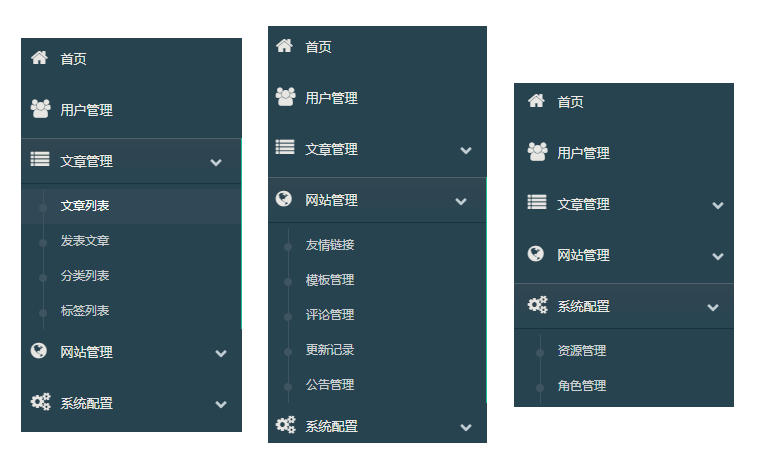 首页
用户管理
文章管理
文章列表
发表文章
分类列表
标签列表
网站管理
系统配置
首页
用户管理
文章管理
网站管理
友情链接
模板管理
评论管理
更新记录
公告管理
系统配置
首页
用户管理
文章管理
网站管理
系统配置
资源管理
角色管理